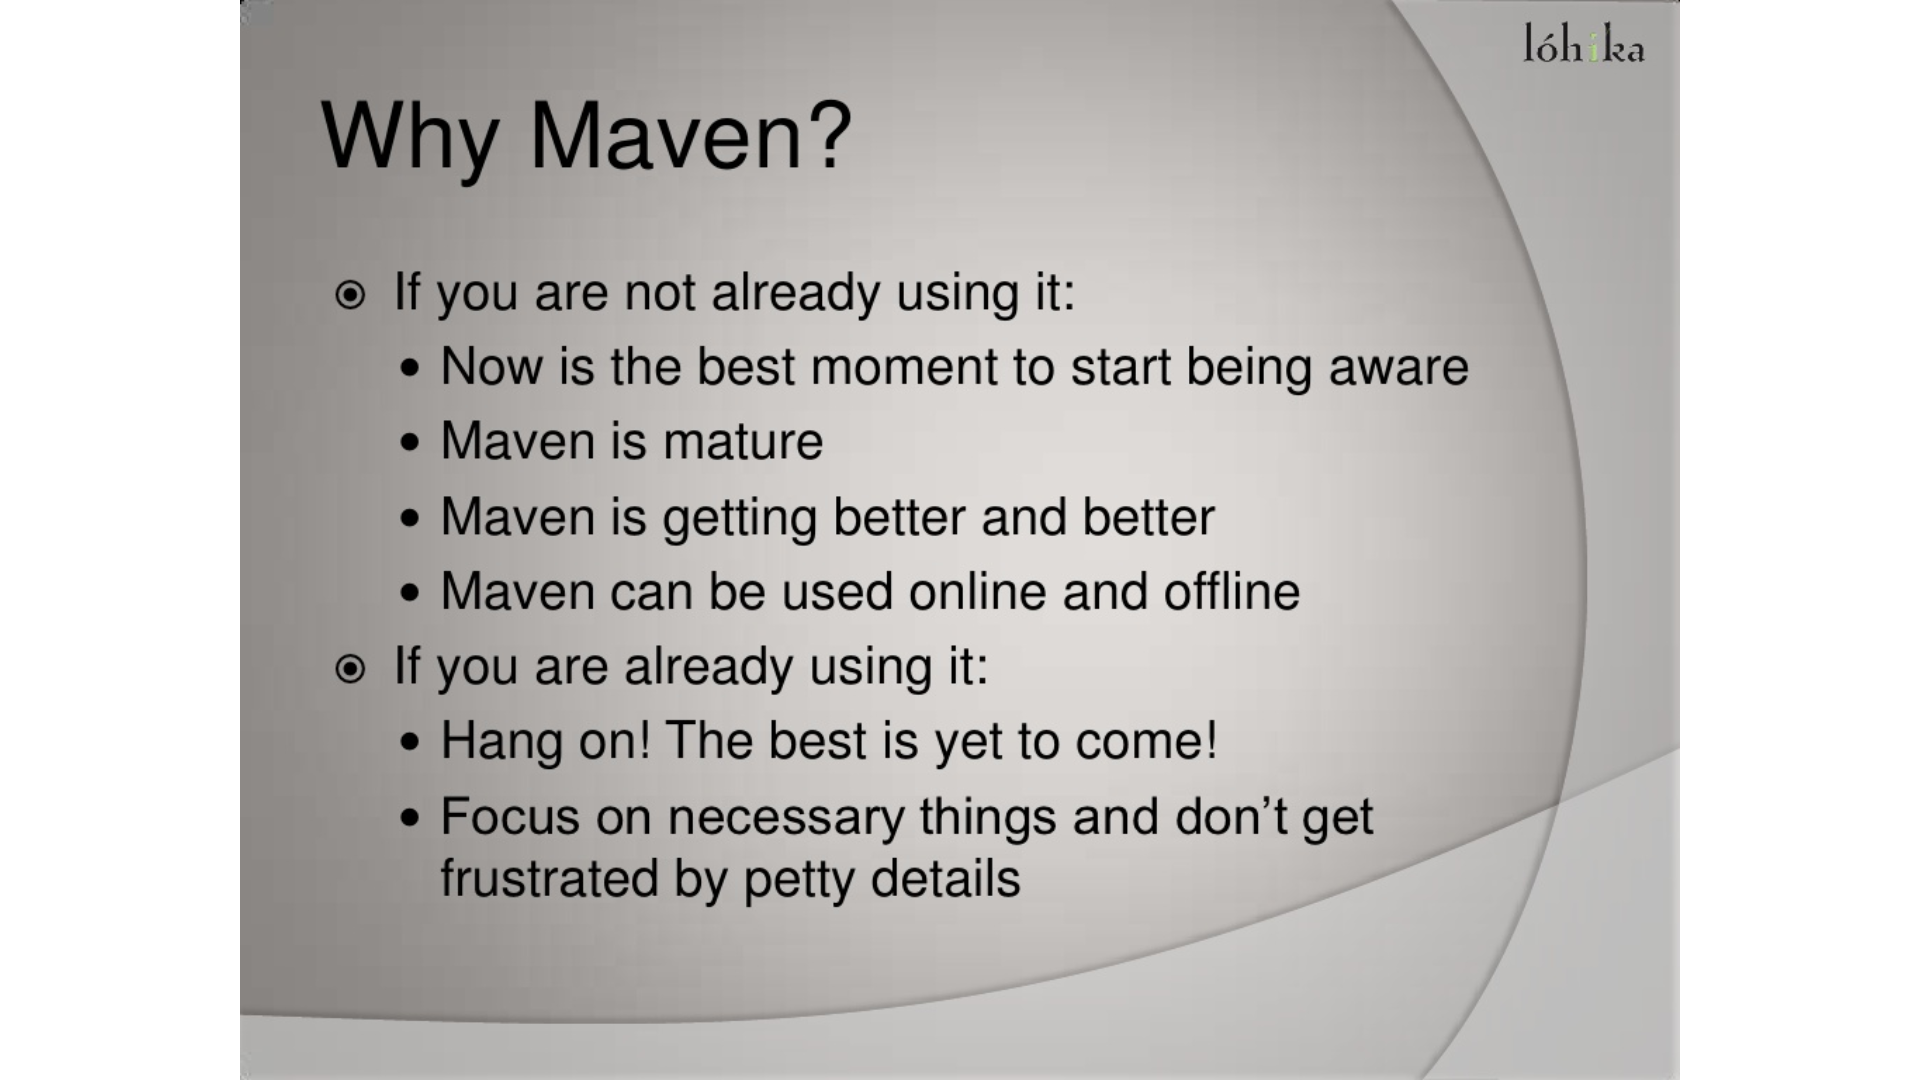 lóhika
Why Maven?
If you are not already using it:
Now is the best moment to start being aware
Maven is mature
Maven is getting better and better
Maven can be used online and offline
If you are already using it:
Hang on! The best is yet to come!
Focus on necessary things and don’t get
frustrated by petty details